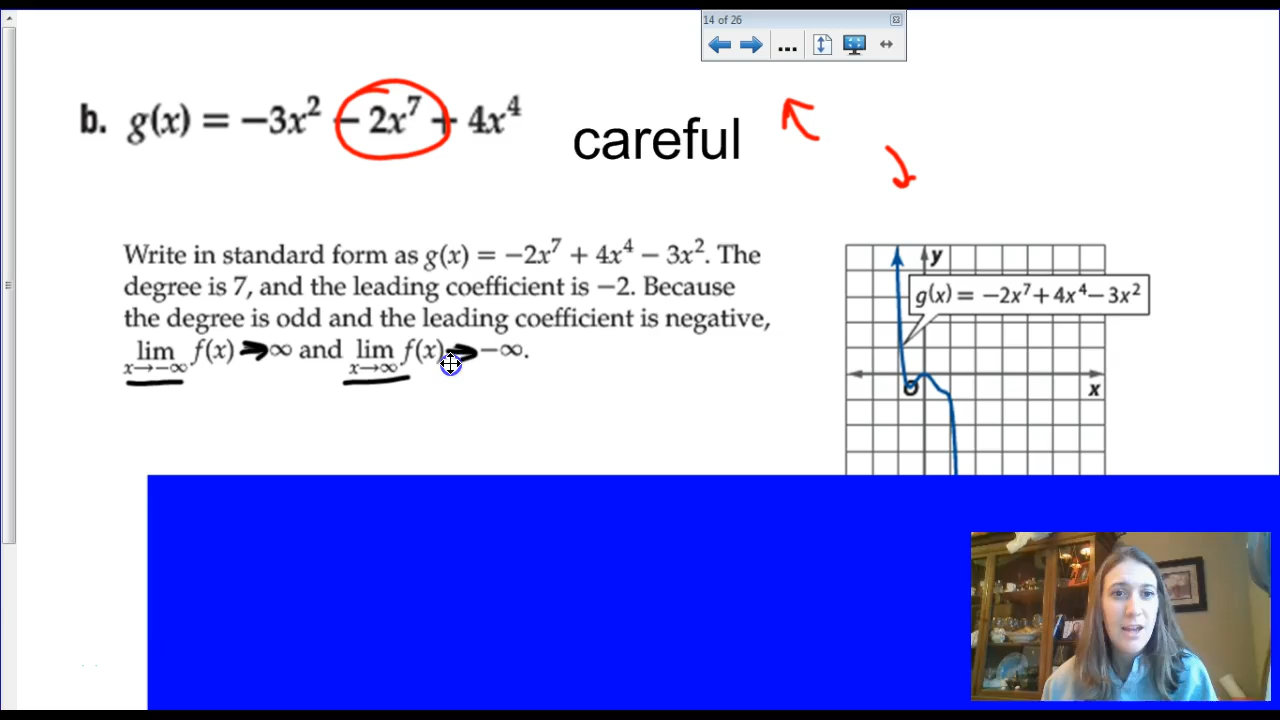 14 of 26
b. g(x) = −3x² − 2x⁷ + 4x⁴
careful
Write in standard form as g(x) = −2x⁷ + 4x⁴ − 3x². The
degree is 7, and the leading coefficient is −2. Because
the degree is odd and the leading coefficient is negative,
lim f(x) → ∞ and lim f(x) → −∞.
x→−∞ x→∞
y
g(x) = −2x⁷ + 4x⁴ − 3x²
x